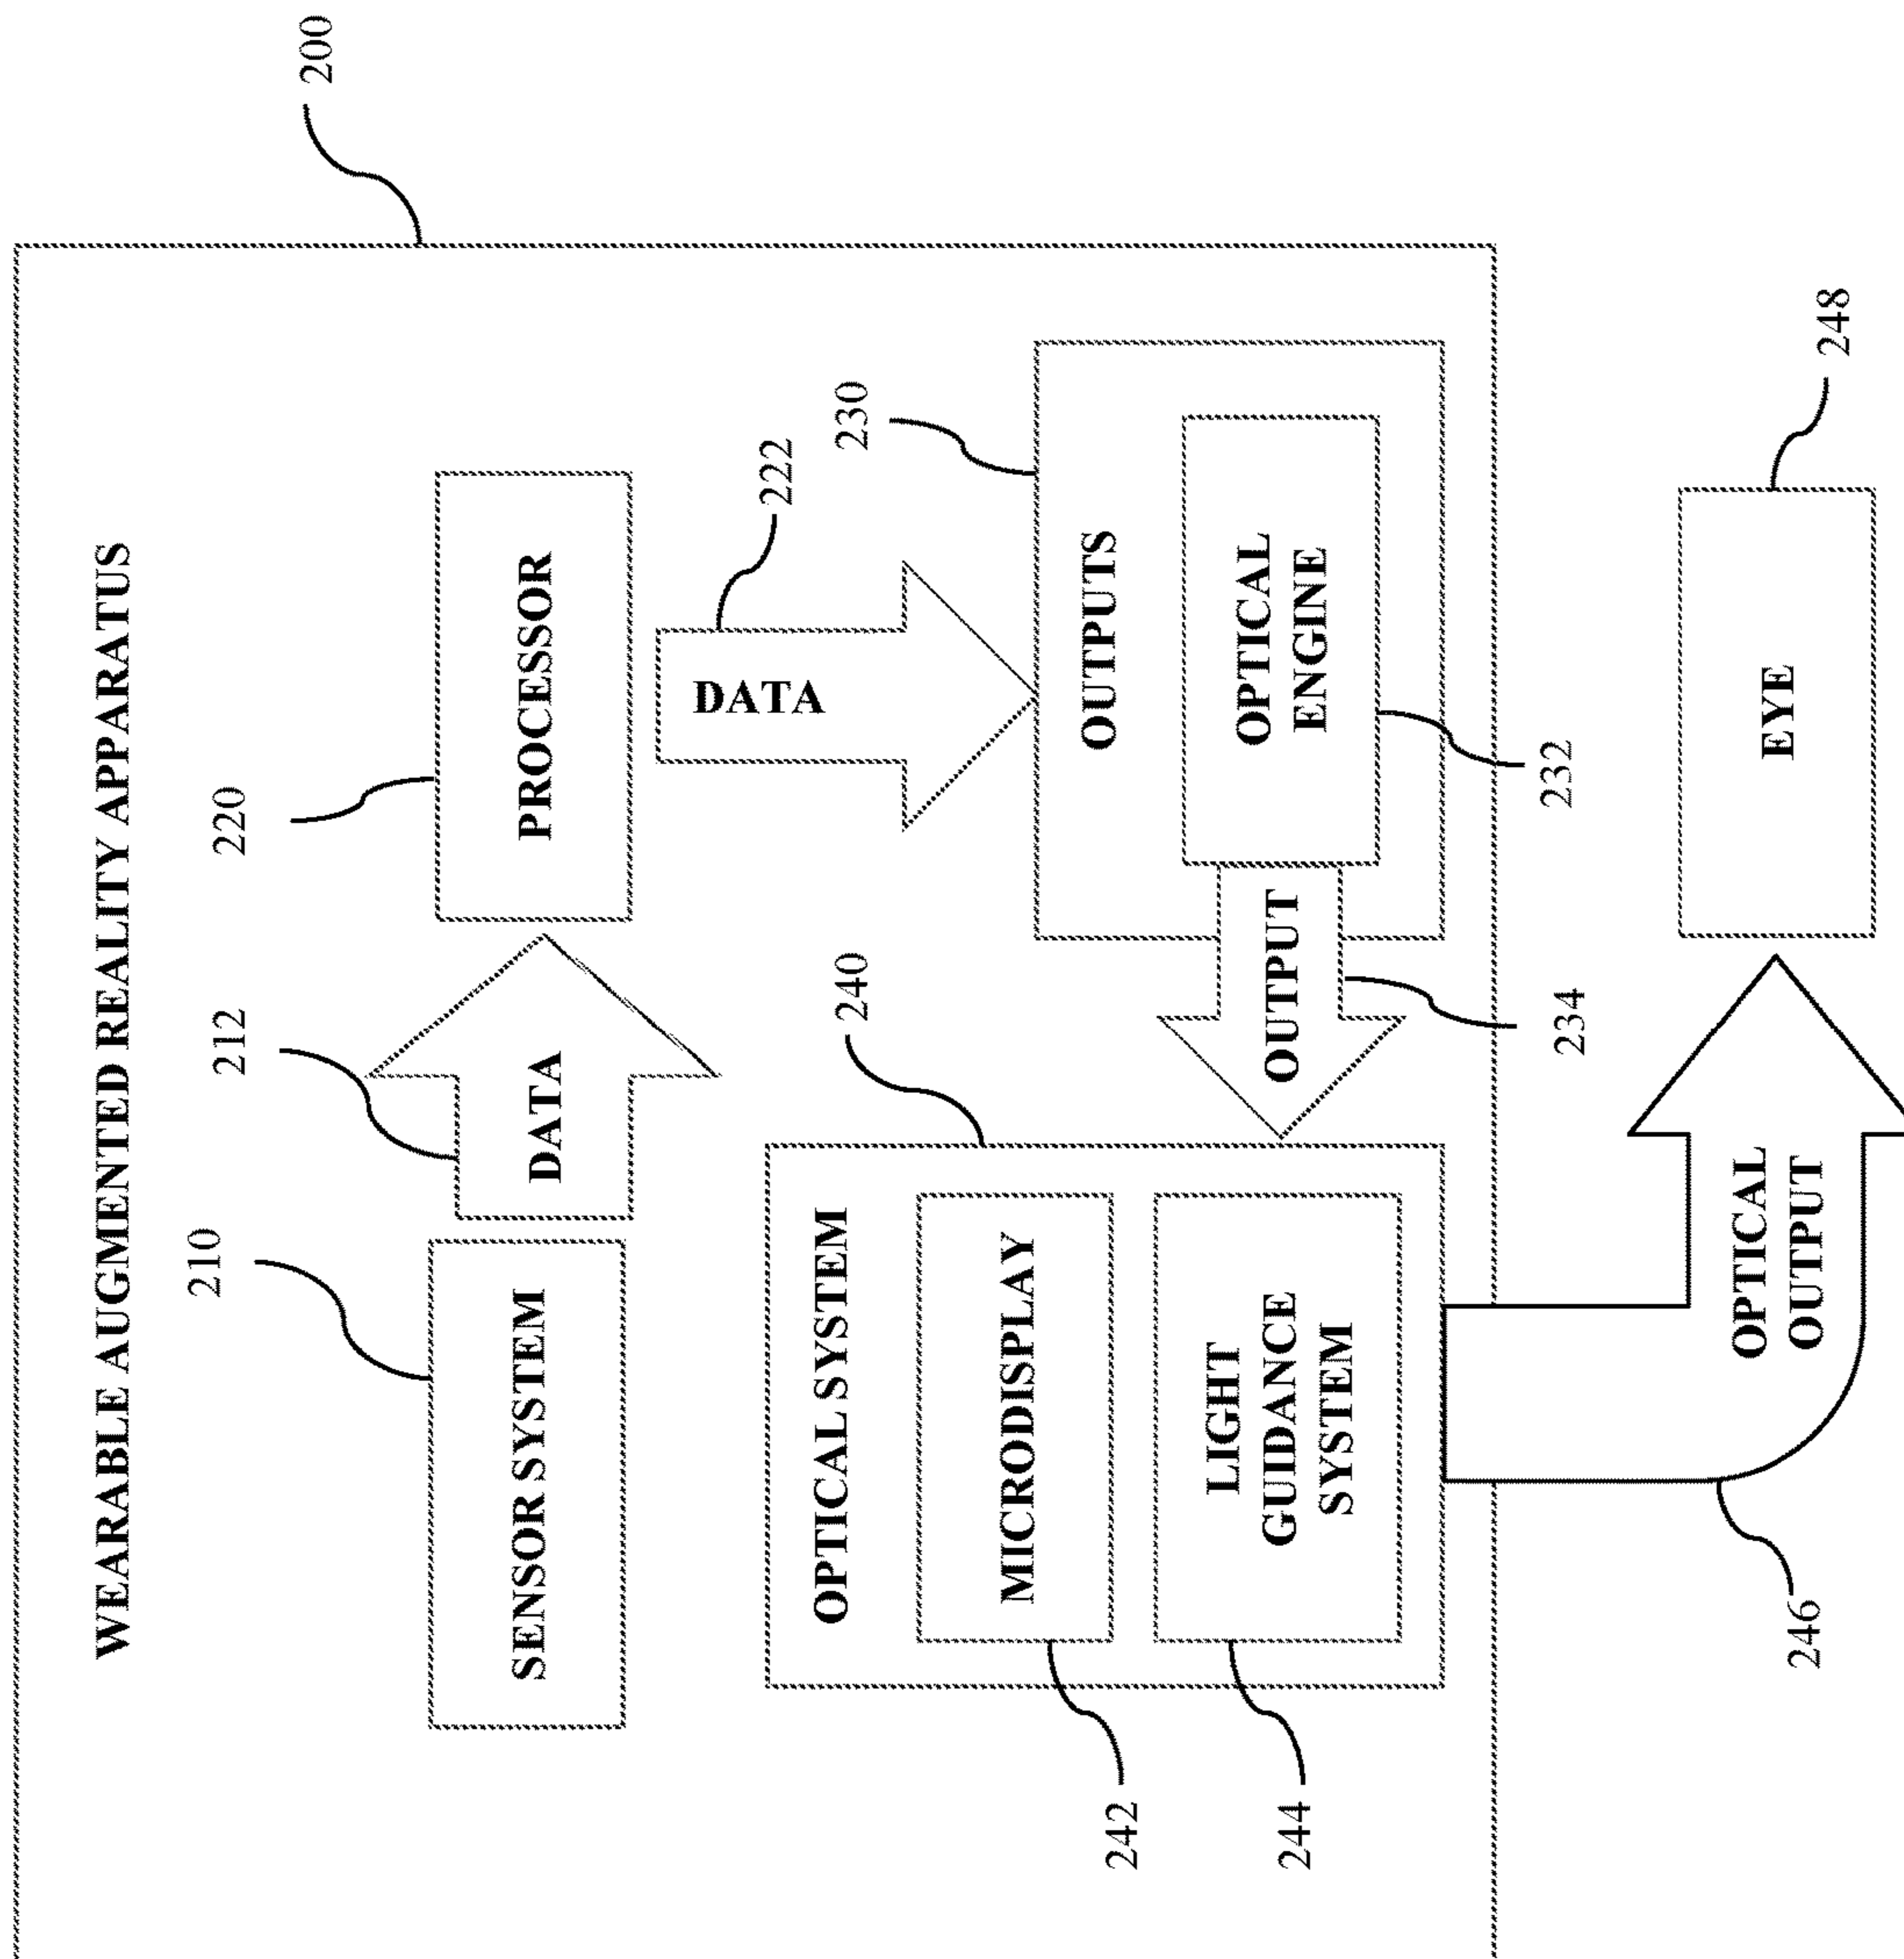 WEARABLE AUGMENTED REALITY APPARATUS
200
210
SENSOR SYSTEM
212
DATA
220
PROCESSOR
222
DATA
230
OUTPUTS
OPTICAL
ENGINE
232
OUTPUT
234
240
OPTICAL SYSTEM
MICRODISPLAY
242
LIGHT
GUIDANCE
SYSTEM
244
OPTICAL
OUTPUT
246
EYE
248